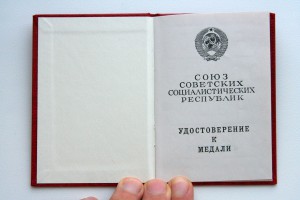 СОЮЗ
СОВЕТСКИХ
СОЦИАЛИСТИЧЕСКИХ
РЕСПУБЛИК
УДОСТОВЕРЕНИЕ
К
МЕДАЛИ